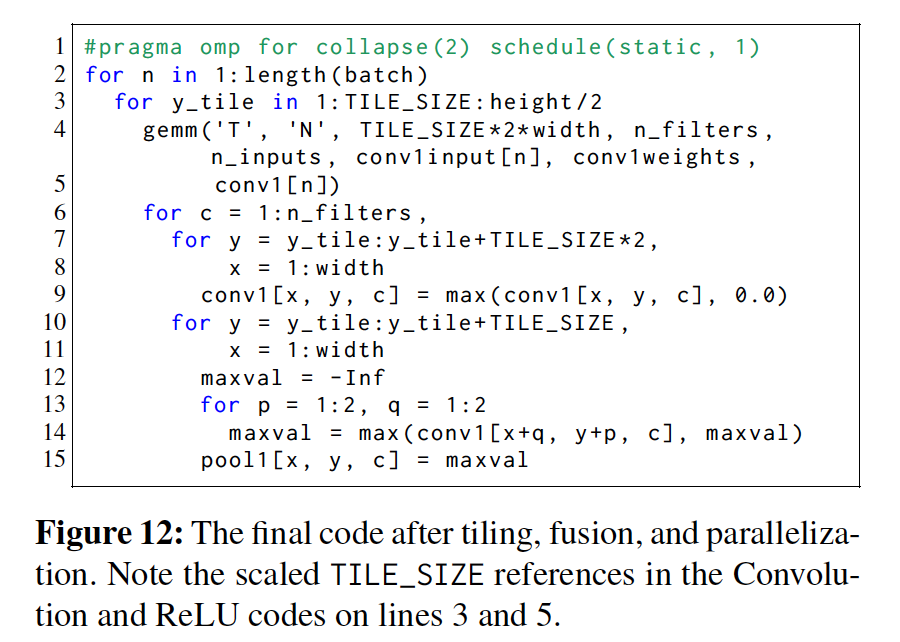 1 #pragma omp for collapse(2) schedule(static, 1)
2 for n in 1:length(batch)
3   for y_tile in 1:TILE_SIZE:height/2
4     gemm('T', 'N', TILE_SIZE*2*width, n_filters,
         n_inputs, conv1input[n], conv1weights,
5         conv1[n])
6     for c = 1:n_filters,
7       for y = y_tile:y_tile+TILE_SIZE*2,
8           x = 1:width
9         conv1[x, y, c] = max(conv1[x, y, c], 0.0)
10       for y = y_tile:y_tile+TILE_SIZE,
11           x = 1:width
12         maxval = -Inf
13         for p = 1:2, q = 1:2
14           maxval = max(conv1[x+q, y+p, c], maxval)
15         pool1[x, y, c] = maxval
Figure 12: The final code after tiling, fusion, and paralleliza-
tion. Note the scaled TILE_SIZE references in the Convolu-
tion and ReLU codes on lines 3 and 5.